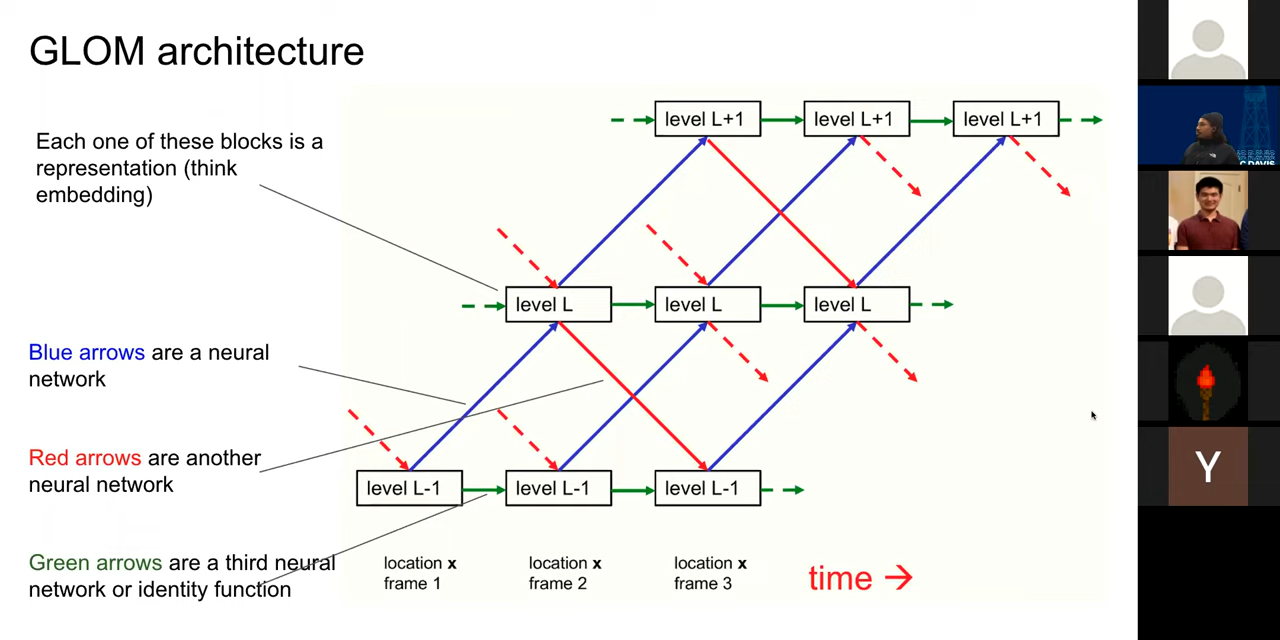 GLOM architecture
Each one of these blocks is a
representation (think
embedding)
level L+1
level L+1
level L+1
level L
level L
level L
Blue arrows are a neural
network
Red arrows are another
neural network
level L-1
level L-1
level L-1
Green arrows are a third neural
network or identity function
location x
frame 1
location x
frame 2
location x
frame 3
time →
C DAVIS
Y